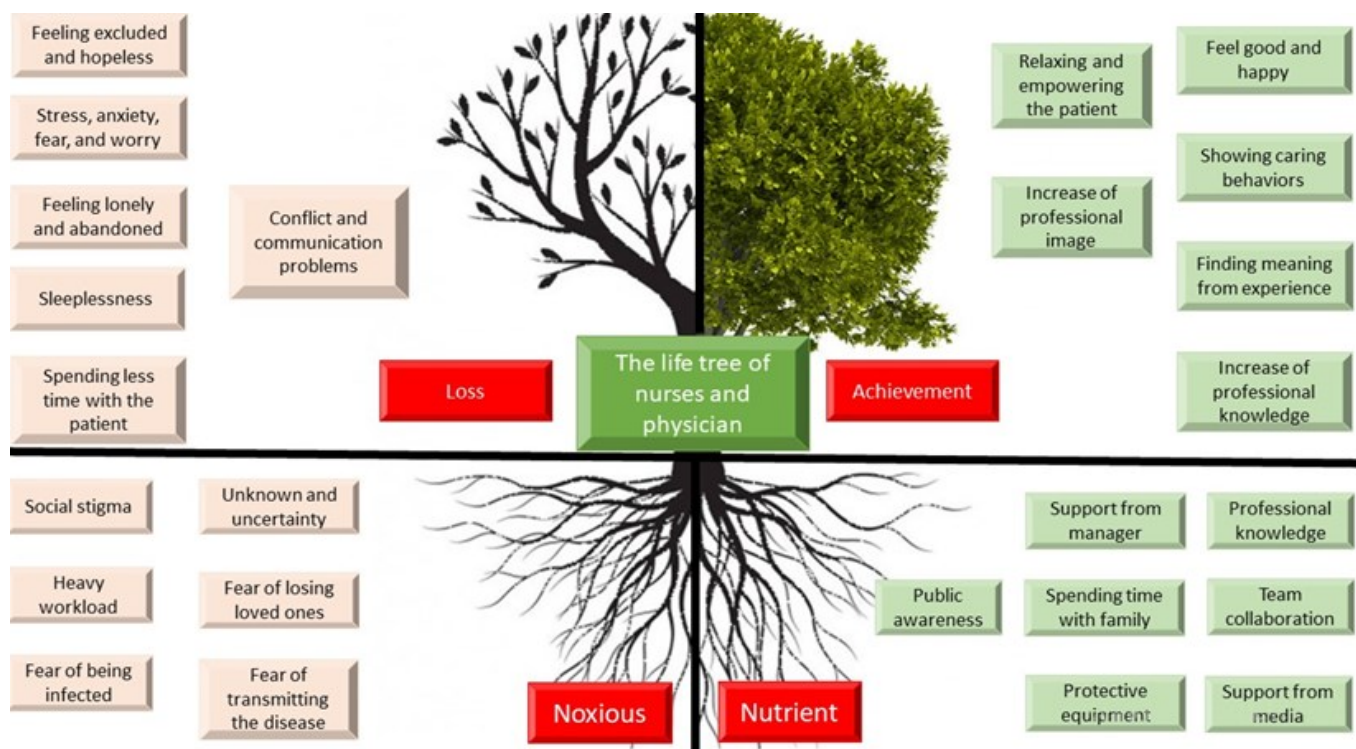 Feeling excluded
and hopeless
Stress, anxiety,
fear, and worry
Feeling lonely
and abandoned
Sleeplessness
Spending less
time with the
patient
Conflict and
communication
problems
Loss
The life tree of
nurses and
physician
Achievement
Relaxing and
empowering
the patient
Increase of
professional
image
Feel good and
happy
Showing caring
behaviors
Finding meaning
from experience
Increase of
professional
knowledge
Social stigma
Heavy
workload
Fear of being
infected
Unknown and
uncertainty
Fear of losing
loved ones
Fear of
transmitting
the disease
Noxious
Nutrient
Public
awareness
Support from
manager
Spending time
with family
Protective
equipment
Professional
knowledge
Team
collaboration
Support from
media